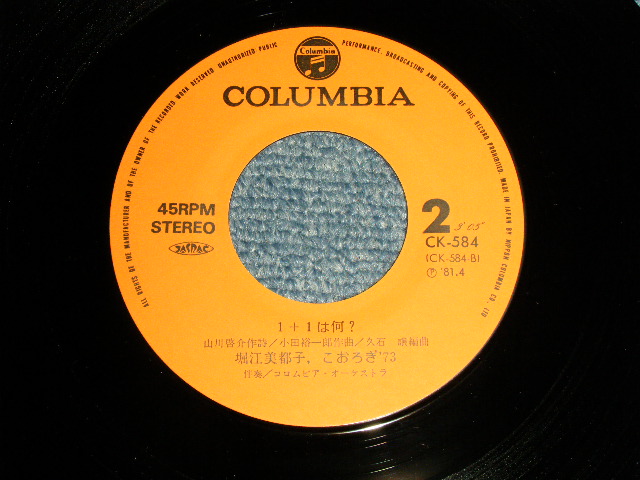 Columbia
COLUMBIA
ALL RIGHTS OF THE MANUFACTURER AND BY THE OWNER OF THE RECORDED WORK RESERVED UNAUTHORIZED PUBLIC PERFORMANCE, BROADCASTING AND COPYING OF THIS RECORD PROHIBITED. MADE IN JAPAN BY NIPPON COLUMBIA CO., LTD
45RPM
STEREO
JASRAC
2 3'05"
CK-584
(CK-584-B)
Ⓟ '81.4
1+1は何?
山川啓介作詩/小田裕一郎作曲/久石 譲編曲
堀江美都子、こおろぎ'73
伴奏/コロムビア・オーケストラ